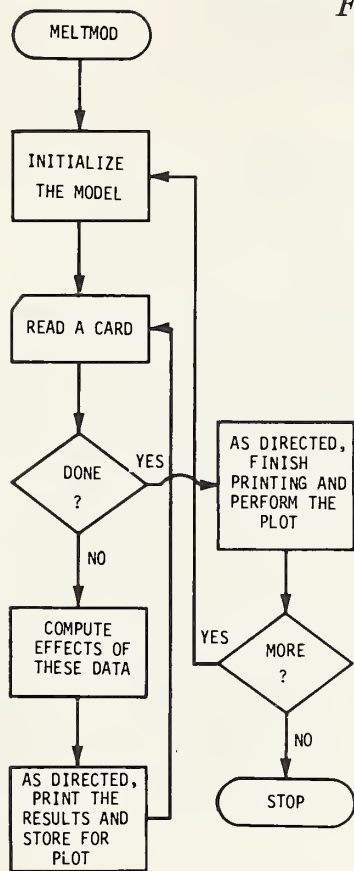 F
MELTMOD
INITIALIZE
THE MODEL
READ A CARD
DONE
?
YES
NO
COMPUTE
EFFECTS OF
THESE DATA
AS DIRECTED,
PRINT THE
RESULTS AND
STORE FOR
PLOT
AS DIRECTED,
FINISH
PRINTING AND
PERFORM THE
PLOT
YES
MORE
?
NO
STOP